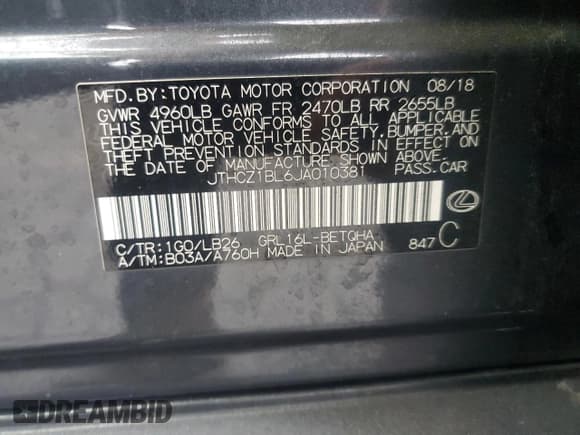 MFD.BY:TOYOTA MOTOR CORPORATION 08/18
GVWR 4960LB GAWR FR 2470LB RR 2655LB
THIS VEHICLE CONFORMS TO ALL APPLICABLE
FEDERAL MOTOR VEHICLE SAFETY,BUMPER,AND
THEFT PREVENTION STANDARDS IN EFFECT ON
THE DATE OF MANUFACTURE SHOWN ABOVE.
JTHCZ1BL6JA010381 PASS.CAR
C/TR:1G0/LB26 GRL16L-BETQHA
A/TM:B03A/A760H MADE IN JAPAN 847 C
DREAMBID